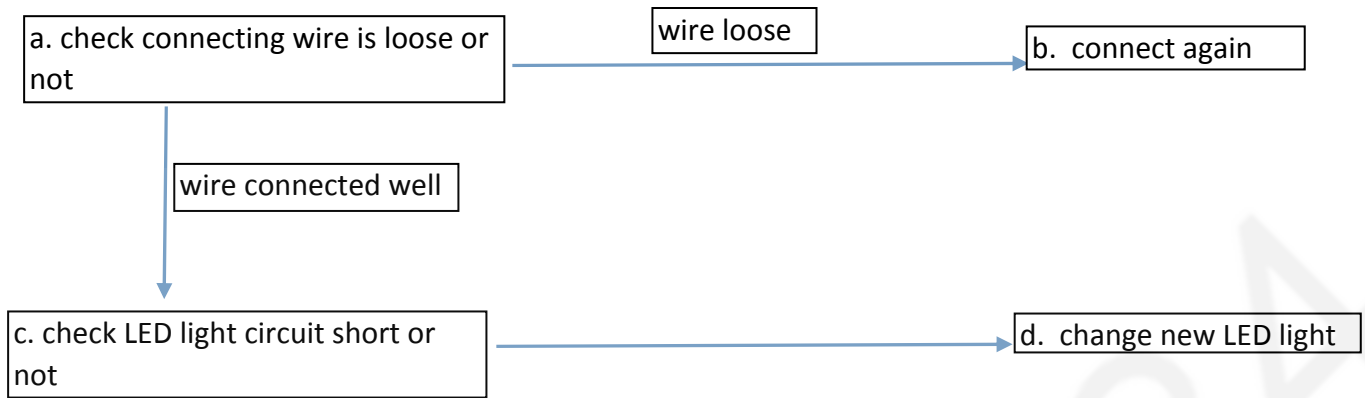 a. check connecting wire is loose or
not
wire loose
b. connect again
wire connected well
c. check LED light circuit short or
not
d. change new LED light